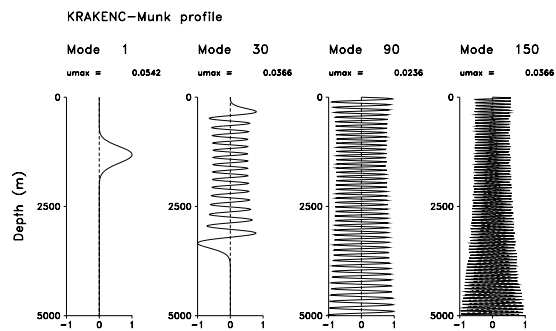 KRAKENC-Munk profile
Mode 1 Mode 30 Mode 90 Mode 150
umax = 0.0542 umax = 0.0366 umax = 0.0236 umax = 0.0366
0 0 0 0
Depth (m)
2500 2500 2500 2500
5000 5000 5000 5000
-1 0 1 -1 0 1 -1 0 1 -1 0 1